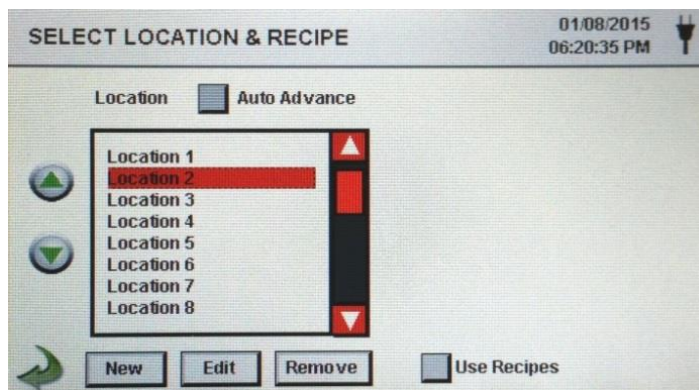 SELECT LOCATION & RECIPE
01/08/2015
06:20:35 PM
Location
Auto Advance
Location 1
Location 2
Location 3
Location 4
Location 5
Location 6
Location 7
Location 8
New
Edit
Remove
Use Recipes